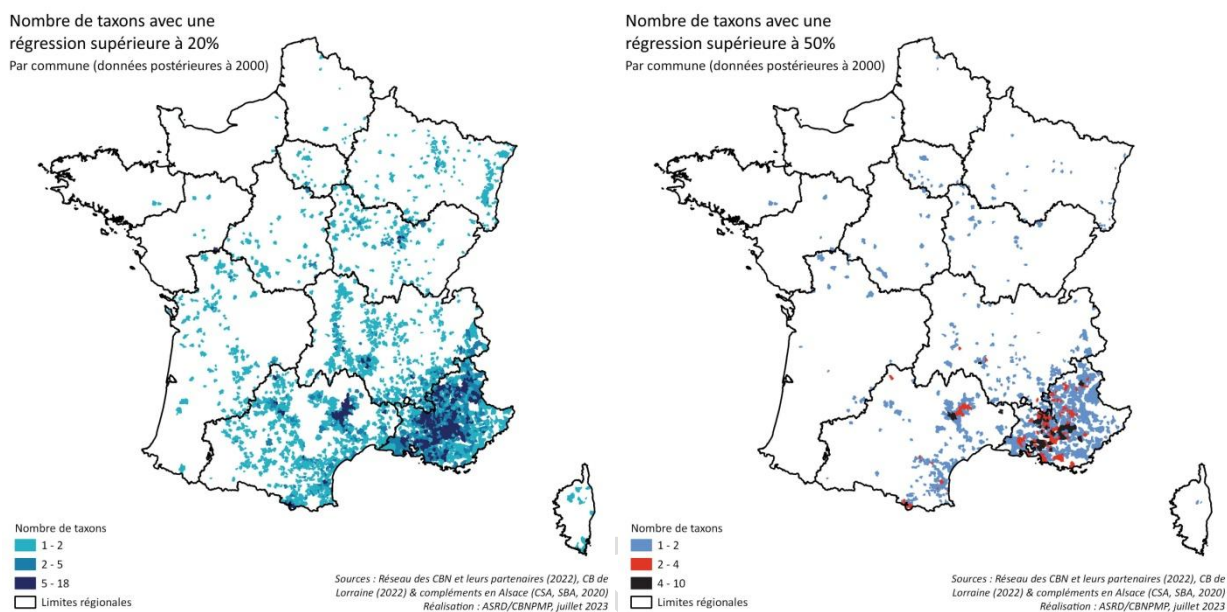 Nombre de taxons avec une
régression supérieure à 20%
Par commune (données postérieures à 2000)
Nombre de taxons
1 - 2
2 - 5
5 - 18
Limites régionales
Sources : Réseau des CBN et leurs partenaires (2022), CB de
Lorraine (2022) & compléments en Alsace (CSA, SBA, 2020)
Réalisation : ASRD/CBNPMP, juillet 2023
Nombre de taxons avec une
régression supérieure à 50%
Par commune (données postérieures à 2000)
Nombre de taxons
1 - 2
2 - 4
4 - 10
Limites régionales
Sources : Réseau des CBN et leurs partenaires (2022), CB de
Lorraine (2022) & compléments en Alsace (CSA, SBA, 2020)
Réalisation : ASRD/CBNPMP, juillet 2023